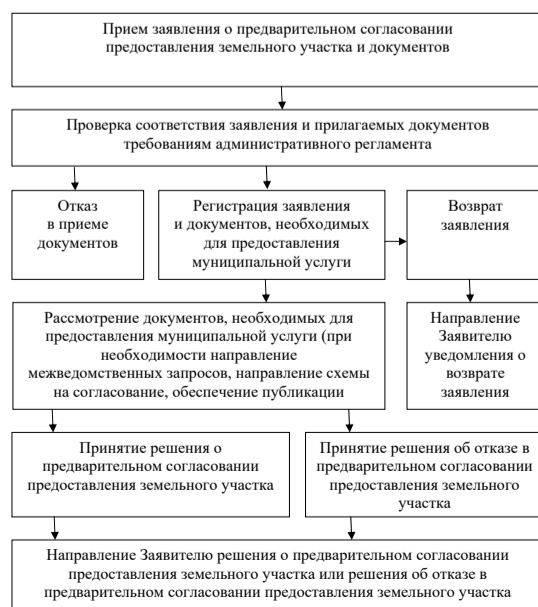 Прием заявления о предварительном согласовании
предоставления земельного участка и документов
Проверка соответствия заявления и прилагаемых документов
требованиям административного регламента
Отказ
в приеме
документов
Регистрация заявления
и документов, необходимых
для предоставления
муниципальной услуги
Возврат
заявления
Рассмотрение документов, необходимых для
предоставления муниципальной услуги (при
необходимости направление
межведомственных запросов, направление схемы
на согласование, обеспечение публикации
Направление
Заявителю
уведомления о
возврате
заявления
Принятие решения о
предварительном согласовании
предоставления земельного участка
Принятие решения об отказе в
предварительном согласовании
предоставления земельного
участка
Направление Заявителю решения о предварительном согласовании
предоставления земельного участка или решения об отказе в
предварительном согласовании предоставления земельного участка